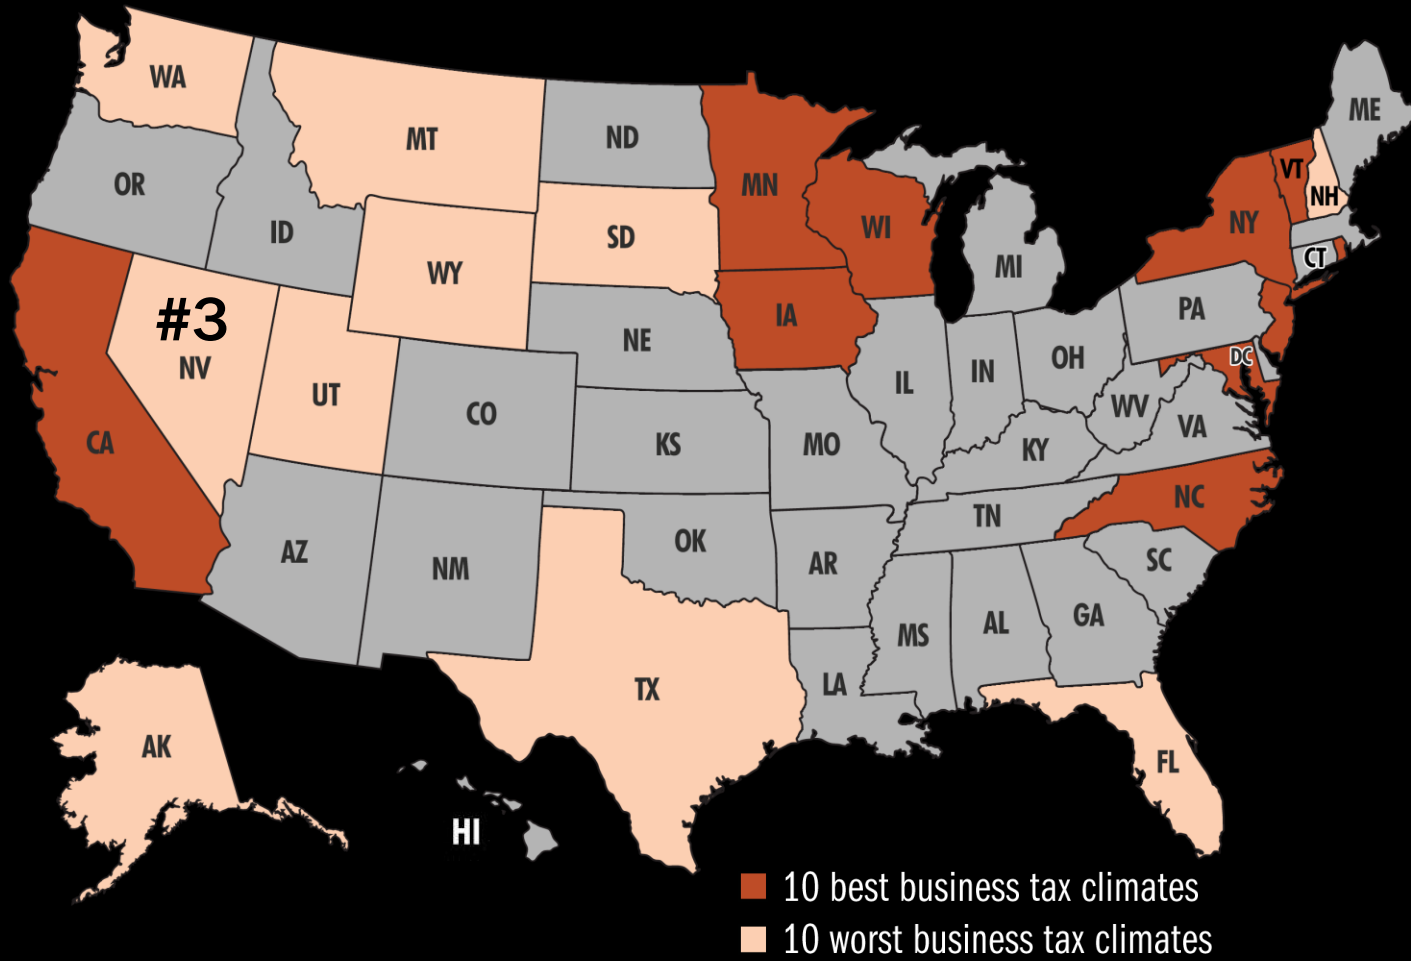 WA
MT
ND
MN
ME
OR
ID
SD
WI
VT
NH
NY
WY
MI
CT
#3
NV
IA
PA
NE
UT
CO
IL
IN
OH
DC
WV
VA
CA
KS
MO
KY
NC
AZ
NM
OK
AR
TN
SC
MS
AL
GA
TX
LA
AK
FL
HI
10 best business tax climates
10 worst business tax climates